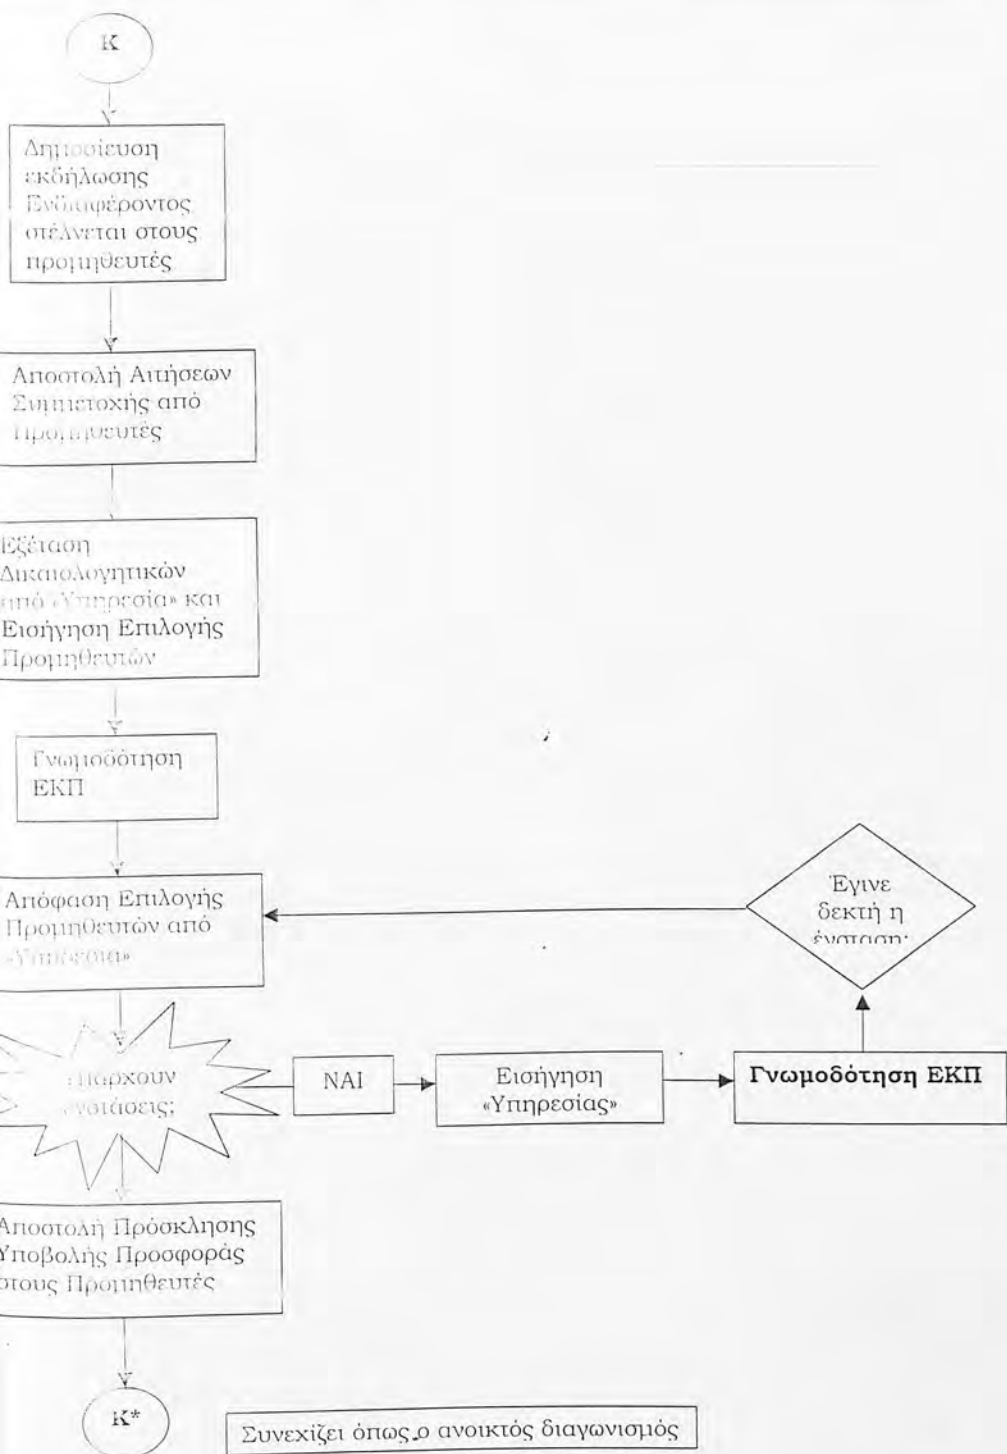 Κ
Δημοσίευση
εκδήλωσης
Ενδιαφέροντος
στέλνεται στους
προμηθευτές
Αποστολή Αιτήσεων
Συμμετοχής από
Προμηθευτές
Εξέταση
Δικαιολογητικών
από «Υπηρεσία» και
Εισήγηση Επιλογής
Προμηθευτών
Γνωμοδότηση
ΕΚΠ
Απόφαση Επιλογής
Προμηθευτών από
«Υπηρεσία»
Έγινε
δεκτή η
ένσταση;
Υπάρχουν
ενστάσεις;
ΝΑΙ
Εισήγηση
«Υπηρεσίας»
Γνωμοδότηση ΕΚΠ
Αποστολή Πρόσκλησης
Υποβολής Προσφοράς
στους Προμηθευτές
Κ*
Συνεχίζει όπως ο ανοικτός διαγωνισμός